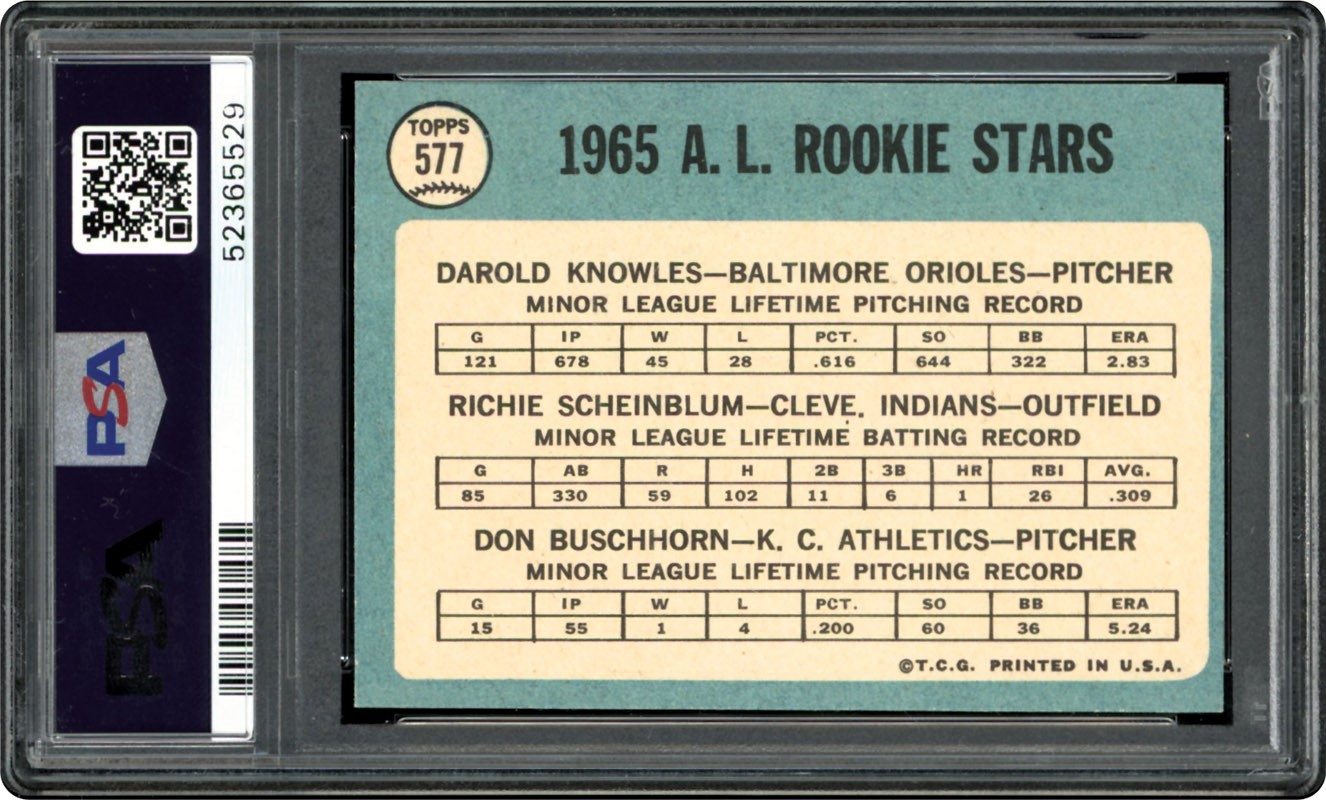 52365529
PSA
PSA
TOPPS
577
1965 A. L. ROOKIE STARS
DAROLD KNOWLES—BALTIMORE ORIOLES—PITCHER
MINOR LEAGUE LIFETIME PITCHING RECORD
G IP W L PCT. SO BB ERA
121 678 45 28 .616 644 322 2.83
RICHIE SCHEINBLUM—CLEVE. INDIANS—OUTFIELD
MINOR LEAGUE LIFETIME BATTING RECORD
G AB R H 2B 3B HR RBI AVG.
85 330 59 102 11 6 1 26 .309
DON BUSCHHORN—K. C. ATHLETICS—PITCHER
MINOR LEAGUE LIFETIME PITCHING RECORD
G IP W L PCT. SO BB ERA
15 55 1 4 .200 60 36 5.24
©T.C.G. PRINTED IN U.S.A.